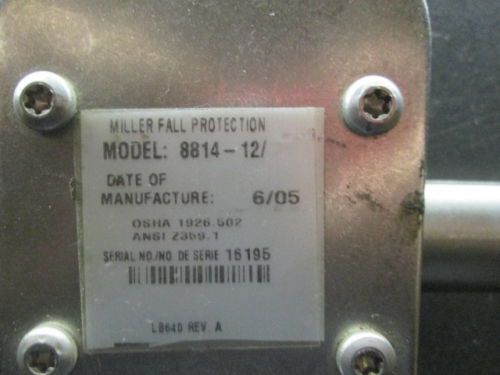 MILLER FALL PROTECTION
MODEL: 8814-12/
DATE OF
MANUFACTURE: 6/05
OSHA 1926.502
ANSI Z359.1
SERIAL NO./NO. DE SERIE 16195
LB640 REV. A